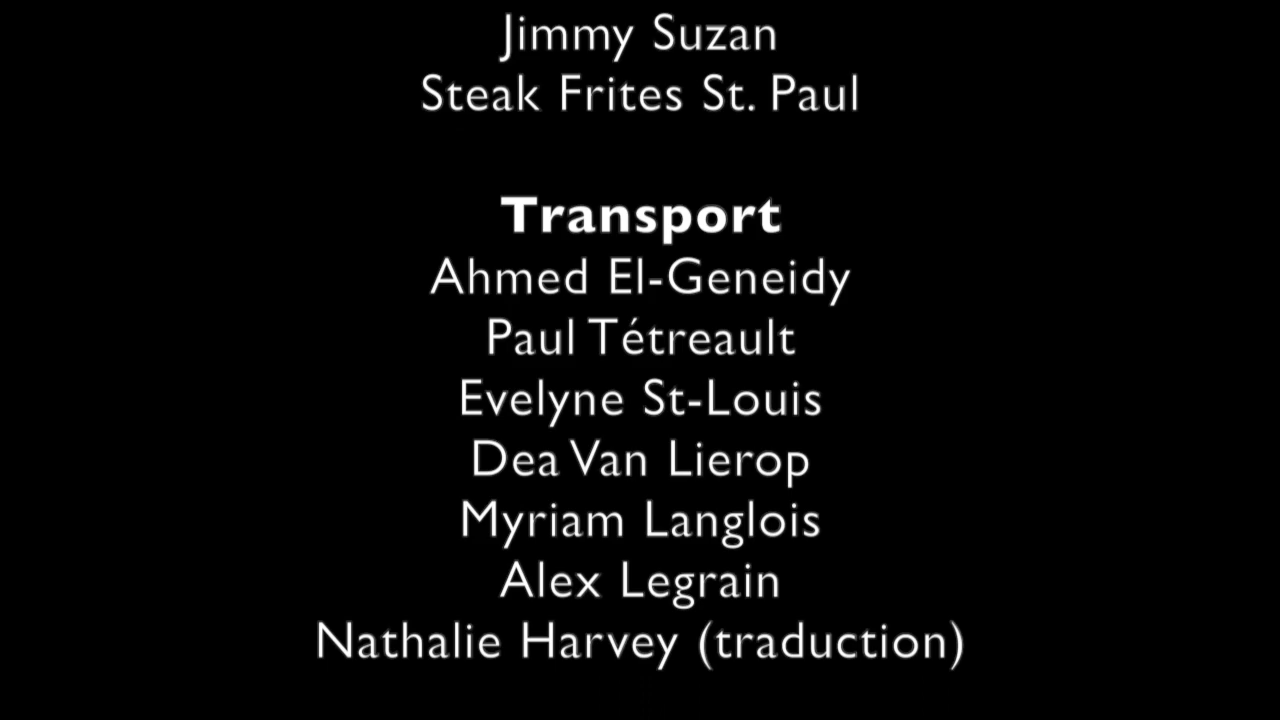 Jimmy Suzan
Steak Frites St. Paul
Transport
Ahmed El-Geneidy
Paul Tétreault
Evelyne St-Louis
Dea Van Lierop
Myriam Langlois
Alex Legrain
Nathalie Harvey (traduction)